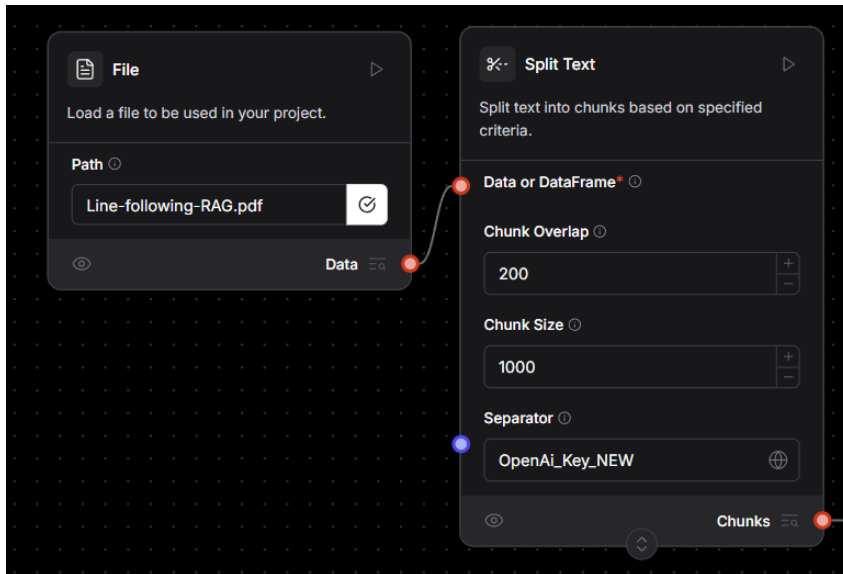 File
Load a file to be used in your project.
Path
Line-following-RAG.pdf
Data
Split Text
Split text into chunks based on specified
criteria.
Data or DataFrame*
Chunk Overlap
200
Chunk Size
1000
Separator
OpenAi_Key_NEW
Chunks